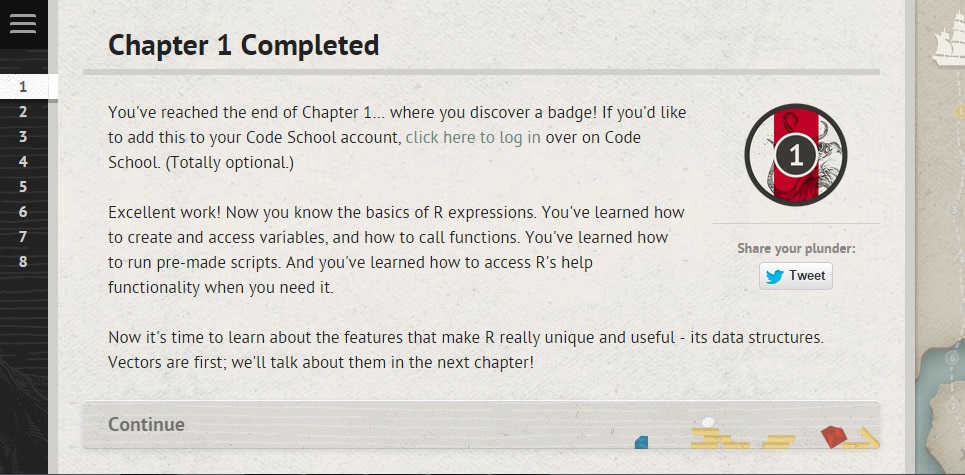 Chapter 1 Completed
1
2
3
4
5
6
7
8
You've reached the end of Chapter 1... where you discover a badge! If you'd like
to add this to your Code School account, click here to log in over on Code
School. (Totally optional.)
1
Excellent work! Now you know the basics of R expressions. You've learned how
to create and access variables, and how to call functions. You've learned how
to run pre-made scripts. And you've learned how to access R's help
functionality when you need it.
Share your plunder:
Tweet
Now it's time to learn about the features that make R really unique and useful - its data structures.
Vectors are first; we'll talk about them in the next chapter!
Continue